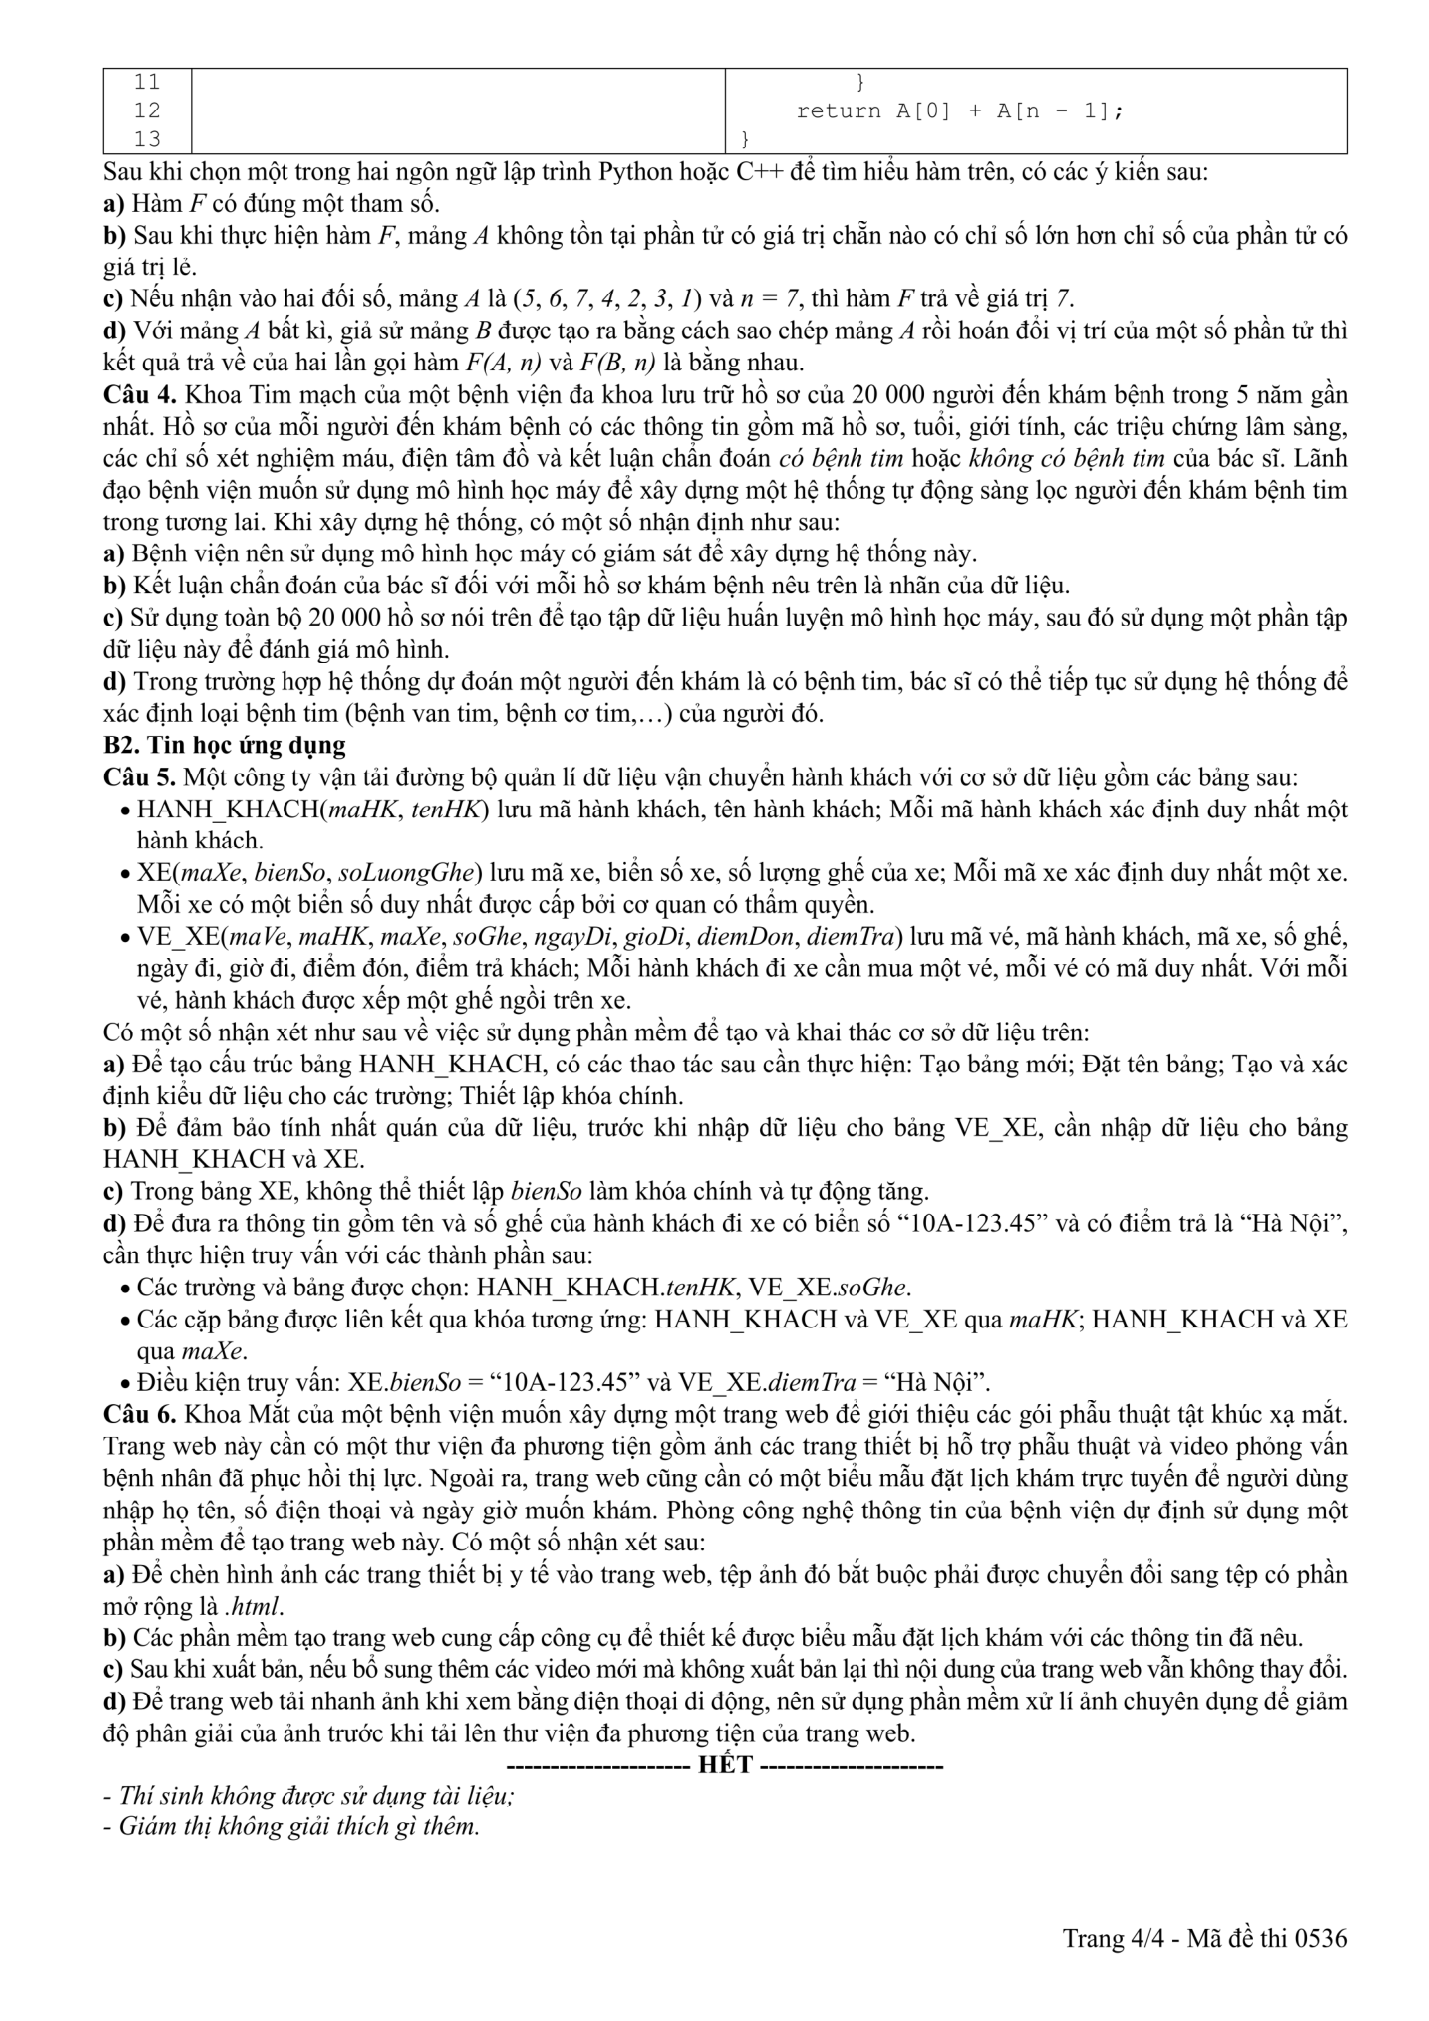 11 }
12 return A[0] + A[n - 1];
13 }
Sau khi chọn một trong hai ngôn ngữ lập trình Python hoặc C++ để tìm hiểu hàm trên, có các ý kiến sau:
a) Hàm F có đúng một tham số.
b) Sau khi thực hiện hàm F, mảng A không tồn tại phần tử có giá trị chẵn nào có chỉ số lớn hơn chỉ số của phần tử có
giá trị lẻ.
c) Nếu nhận vào hai đối số, mảng A là (5, 6, 7, 4, 2, 3, 1) và n = 7, thì hàm F trả về giá trị 7.
d) Với mảng A bất kì, giả sử mảng B được tạo ra bằng cách sao chép mảng A rồi hoán đổi vị trí của một số phần tử thì
kết quả trả về của hai lần gọi hàm F(A, n) và F(B, n) là bằng nhau.
Câu 4. Khoa Tim mạch của một bệnh viện đa khoa lưu trữ hồ sơ của 20 000 người đến khám bệnh trong 5 năm gần
nhất. Hồ sơ của mỗi người đến khám bệnh có các thông tin gồm mã hồ sơ, tuổi, giới tính, các triệu chứng lâm sàng,
các chỉ số xét nghiệm máu, điện tâm đồ và kết luận chẩn đoán có bệnh tim hoặc không có bệnh tim của bác sĩ. Lãnh
đạo bệnh viện muốn sử dụng mô hình học máy để xây dựng một hệ thống tự động sàng lọc người đến khám bệnh tim
trong tương lai. Khi xây dựng hệ thống, có một số nhận định như sau:
a) Bệnh viện nên sử dụng mô hình học máy có giám sát để xây dựng hệ thống này.
b) Kết luận chẩn đoán của bác sĩ đối với mỗi hồ sơ khám bệnh nêu trên là nhãn của dữ liệu.
c) Sử dụng toàn bộ 20 000 hồ sơ nói trên để tạo tập dữ liệu huấn luyện mô hình học máy, sau đó sử dụng một phần tập
dữ liệu này để đánh giá mô hình.
d) Trong trường hợp hệ thống dự đoán một người đến khám là có bệnh tim, bác sĩ có thể tiếp tục sử dụng hệ thống để
xác định loại bệnh tim (bệnh van tim, bệnh cơ tim,…) của người đó.
B2. Tin học ứng dụng
Câu 5. Một công ty vận tải đường bộ quản lí dữ liệu vận chuyển hành khách với cơ sở dữ liệu gồm các bảng sau:
• HANH_KHACH(maHK, tenHK) lưu mã hành khách, tên hành khách; Mỗi mã hành khách xác định duy nhất một
hành khách.
• XE(maXe, bienSo, soLuongGhe) lưu mã xe, biển số xe, số lượng ghế của xe; Mỗi mã xe xác định duy nhất một xe.
Mỗi xe có một biển số duy nhất được cấp bởi cơ quan có thẩm quyền.
• VE_XE(maVe, maHK, maXe, soGhe, ngayDi, gioDi, diemDon, diemTra) lưu mã vé, mã hành khách, mã xe, số ghế,
ngày đi, giờ đi, điểm đón, điểm trả khách; Mỗi hành khách đi xe cần mua một vé, mỗi vé có mã duy nhất. Với mỗi
vé, hành khách được xếp một ghế ngồi trên xe.
Có một số nhận xét như sau về việc sử dụng phần mềm để tạo và khai thác cơ sở dữ liệu trên:
a) Để tạo cấu trúc bảng HANH_KHACH, có các thao tác sau cần thực hiện: Tạo bảng mới; Đặt tên bảng; Tạo và xác
định kiểu dữ liệu cho các trường; Thiết lập khóa chính.
b) Để đảm bảo tính nhất quán của dữ liệu, trước khi nhập dữ liệu cho bảng VE_XE, cần nhập dữ liệu cho bảng
HANH_KHACH và XE.
c) Trong bảng XE, không thể thiết lập bienSo làm khóa chính và tự động tăng.
d) Để đưa ra thông tin gồm tên và số ghế của hành khách đi xe có biển số “10A-123.45” và có điểm trả là “Hà Nội”,
cần thực hiện truy vấn với các thành phần sau:
• Các trường và bảng được chọn: HANH_KHACH.tenHK, VE_XE.soGhe.
• Các cặp bảng được liên kết qua khóa tương ứng: HANH_KHACH và VE_XE qua maHK; HANH_KHACH và XE
qua maXe.
• Điều kiện truy vấn: XE.bienSo = “10A-123.45” và VE_XE.diemTra = “Hà Nội”.
Câu 6. Khoa Mắt của một bệnh viện muốn xây dựng một trang web để giới thiệu các gói phẫu thuật tật khúc xạ mắt.
Trang web này cần có một thư viện đa phương tiện gồm ảnh các trang thiết bị hỗ trợ phẫu thuật và video phỏng vấn
bệnh nhân đã phục hồi thị lực. Ngoài ra, trang web cũng cần có một biểu mẫu đặt lịch khám trực tuyến để người dùng
nhập họ tên, số điện thoại và ngày giờ muốn khám. Phòng công nghệ thông tin của bệnh viện dự định sử dụng một
phần mềm để tạo trang web này. Có một số nhận xét sau:
a) Để chèn hình ảnh các trang thiết bị y tế vào trang web, tệp ảnh đó bắt buộc phải được chuyển đổi sang tệp có phần
mở rộng là .html.
b) Các phần mềm tạo trang web cung cấp công cụ để thiết kế được biểu mẫu đặt lịch khám với các thông tin đã nêu.
c) Sau khi xuất bản, nếu bổ sung thêm các video mới mà không xuất bản lại thì nội dung của trang web vẫn không thay đổi.
d) Để trang web tải nhanh ảnh khi xem bằng điện thoại di động, nên sử dụng phần mềm xử lí ảnh chuyên dụng để giảm
độ phân giải của ảnh trước khi tải lên thư viện đa phương tiện của trang web.
--------------------- HẾT ---------------------
- Thí sinh không được sử dụng tài liệu;
- Giám thị không giải thích gì thêm.
Trang 4/4 - Mã đề thi 0536